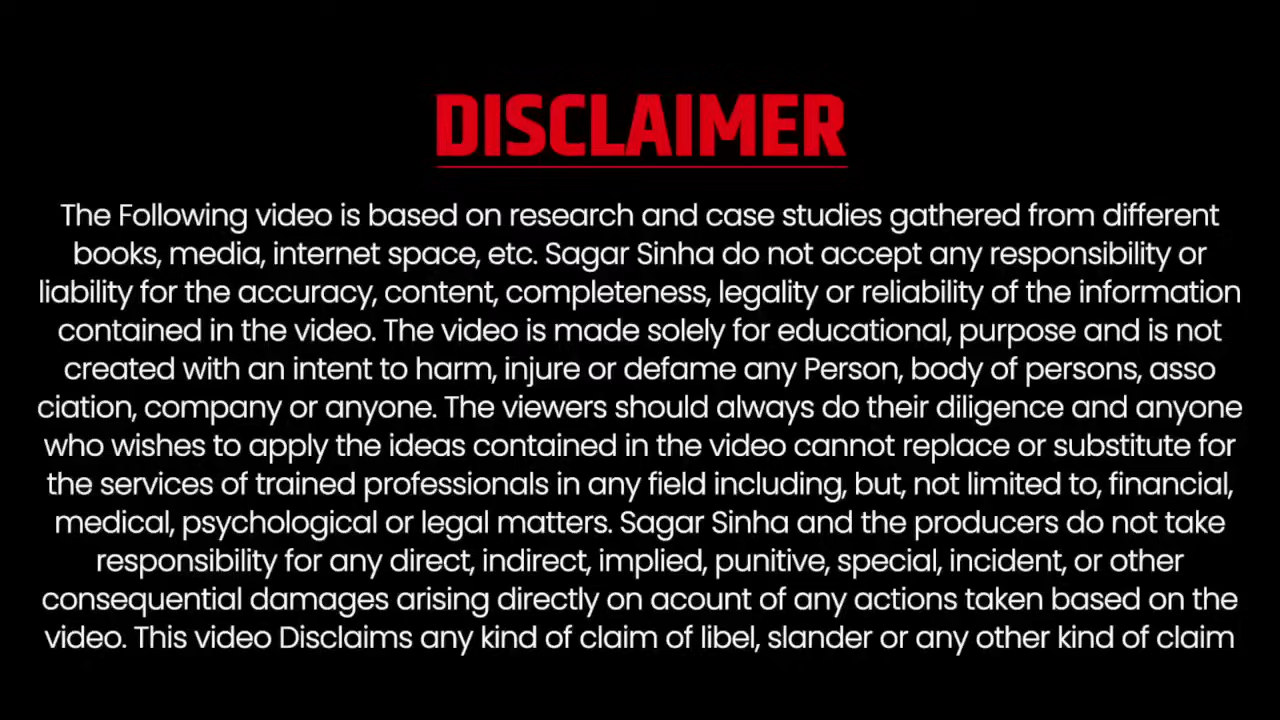 DISCLAIMER
The Following video is based on research and case studies gathered from different
books, media, internet space, etc. Sagar Sinha do not accept any responsibility or
liability for the accuracy, content, completeness, legality or reliability of the information
contained in the video. The video is made solely for educational, purpose and is not
created with an intent to harm, injure or defame any Person, body of persons, asso
ciation, company or anyone. The viewers should always do their diligence and anyone
who wishes to apply the ideas contained in the video cannot replace or substitute for
the services of trained professionals in any field including, but, not limited to, financial,
medical, psychological or legal matters. Sagar Sinha and the producers do not take
responsibility for any direct, indirect, implied, punitive, special, incident, or other
consequential damages arising directly on acount of any actions taken based on the
video. This video Disclaims any kind of claim of libel, slander or any other kind of claim